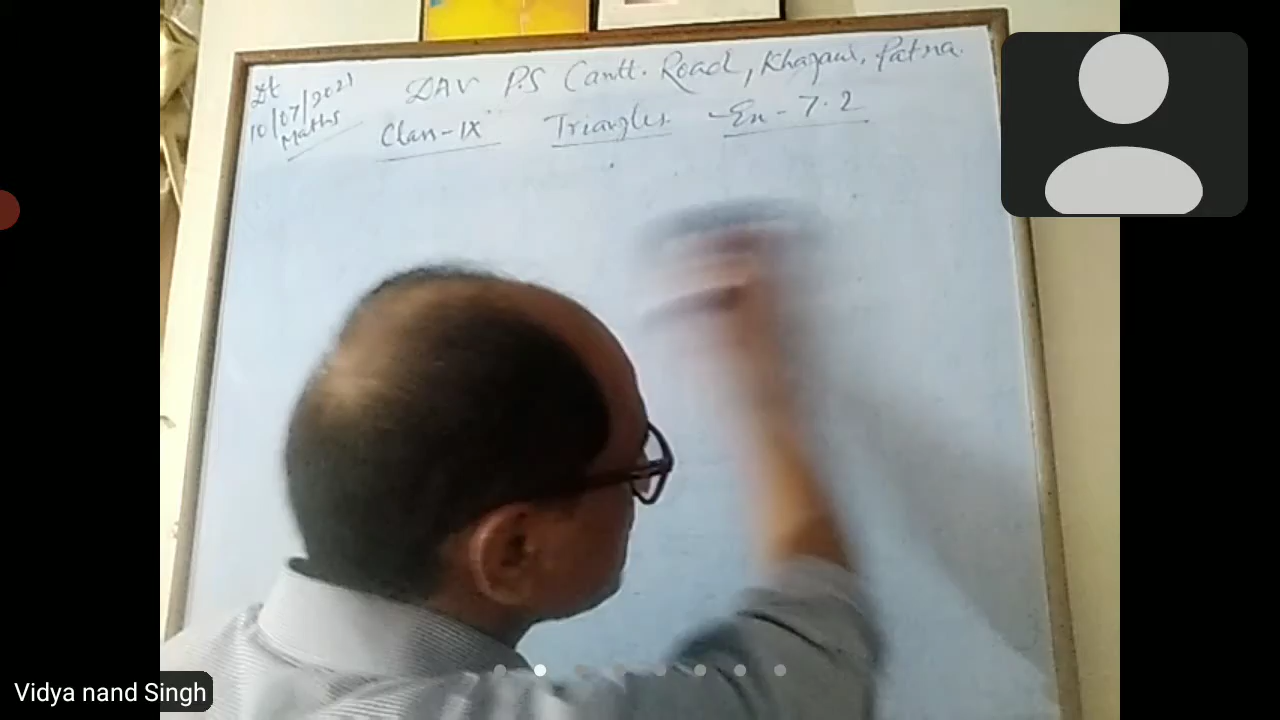 Dt
10/07/2021
Maths
DAV P.S Cantt. Road, Khagaul, Patna.
Class-IX Triangles Ex-7.2
Vidya nand Singh